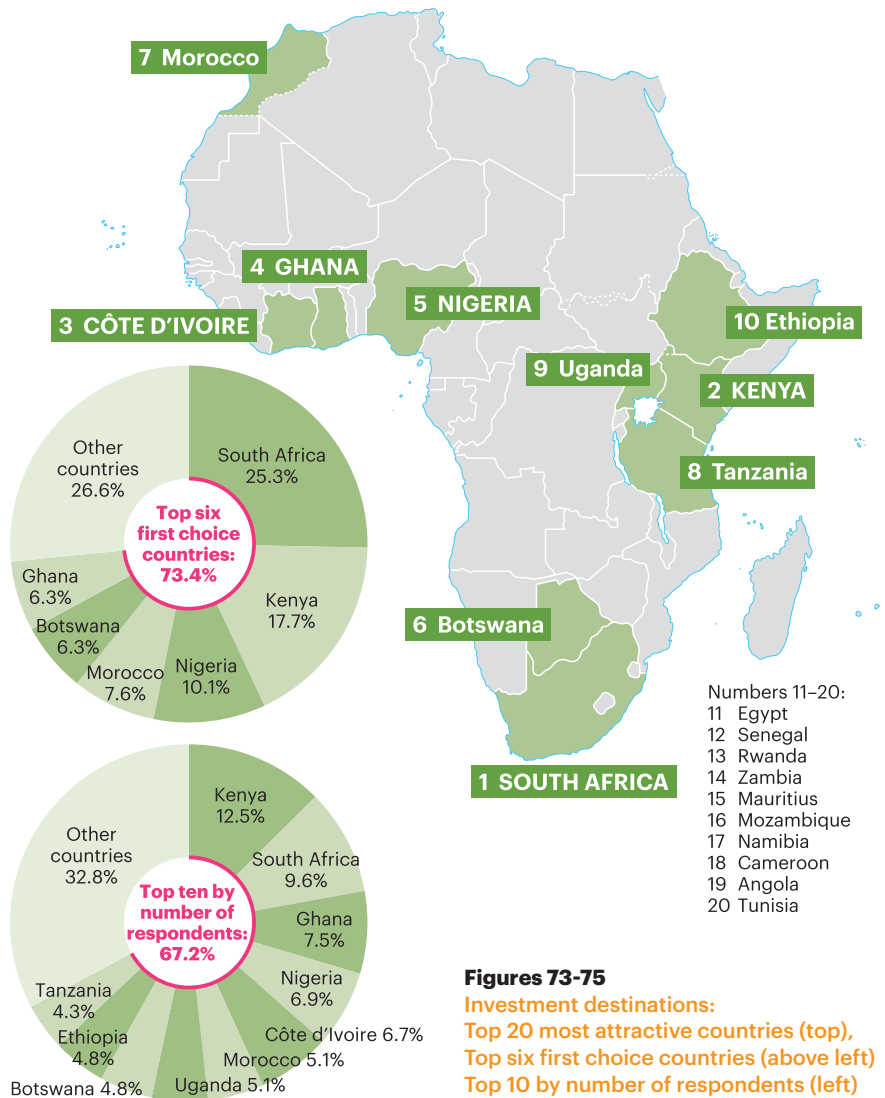 7 Morocco
4 GHANA
5 NIGERIA
3 CÔTE D'IVOIRE
10 Ethiopia
9 Uganda
2 KENYA
8 Tanzania
6 Botswana
1 SOUTH AFRICA
Other
countries
26.6%
South Africa
25.3%
Top six
first choice
countries:
73.4%
Ghana
6.3%
Kenya
17.7%
Botswana
6.3%
Morocco
7.6%
Nigeria
10.1%
Numbers 11–20:
11 Egypt
12 Senegal
13 Rwanda
14 Zambia
15 Mauritius
16 Mozambique
17 Namibia
18 Cameroon
19 Angola
20 Tunisia
Kenya
12.5%
Other
countries
32.8%
South Africa
9.6%
Top ten by
number of
respondents:
67.2%
Ghana
7.5%
Nigeria
6.9%
Tanzania
4.3%
Ethiopia
4.8%
Côte d'Ivoire 6.7%
Morocco 5.1%
Botswana 4.8%
Uganda 5.1%
Figures 73-75
Investment destinations:
Top 20 most attractive countries (top),
Top six first choice countries (above left)
Top 10 by number of respondents (left)